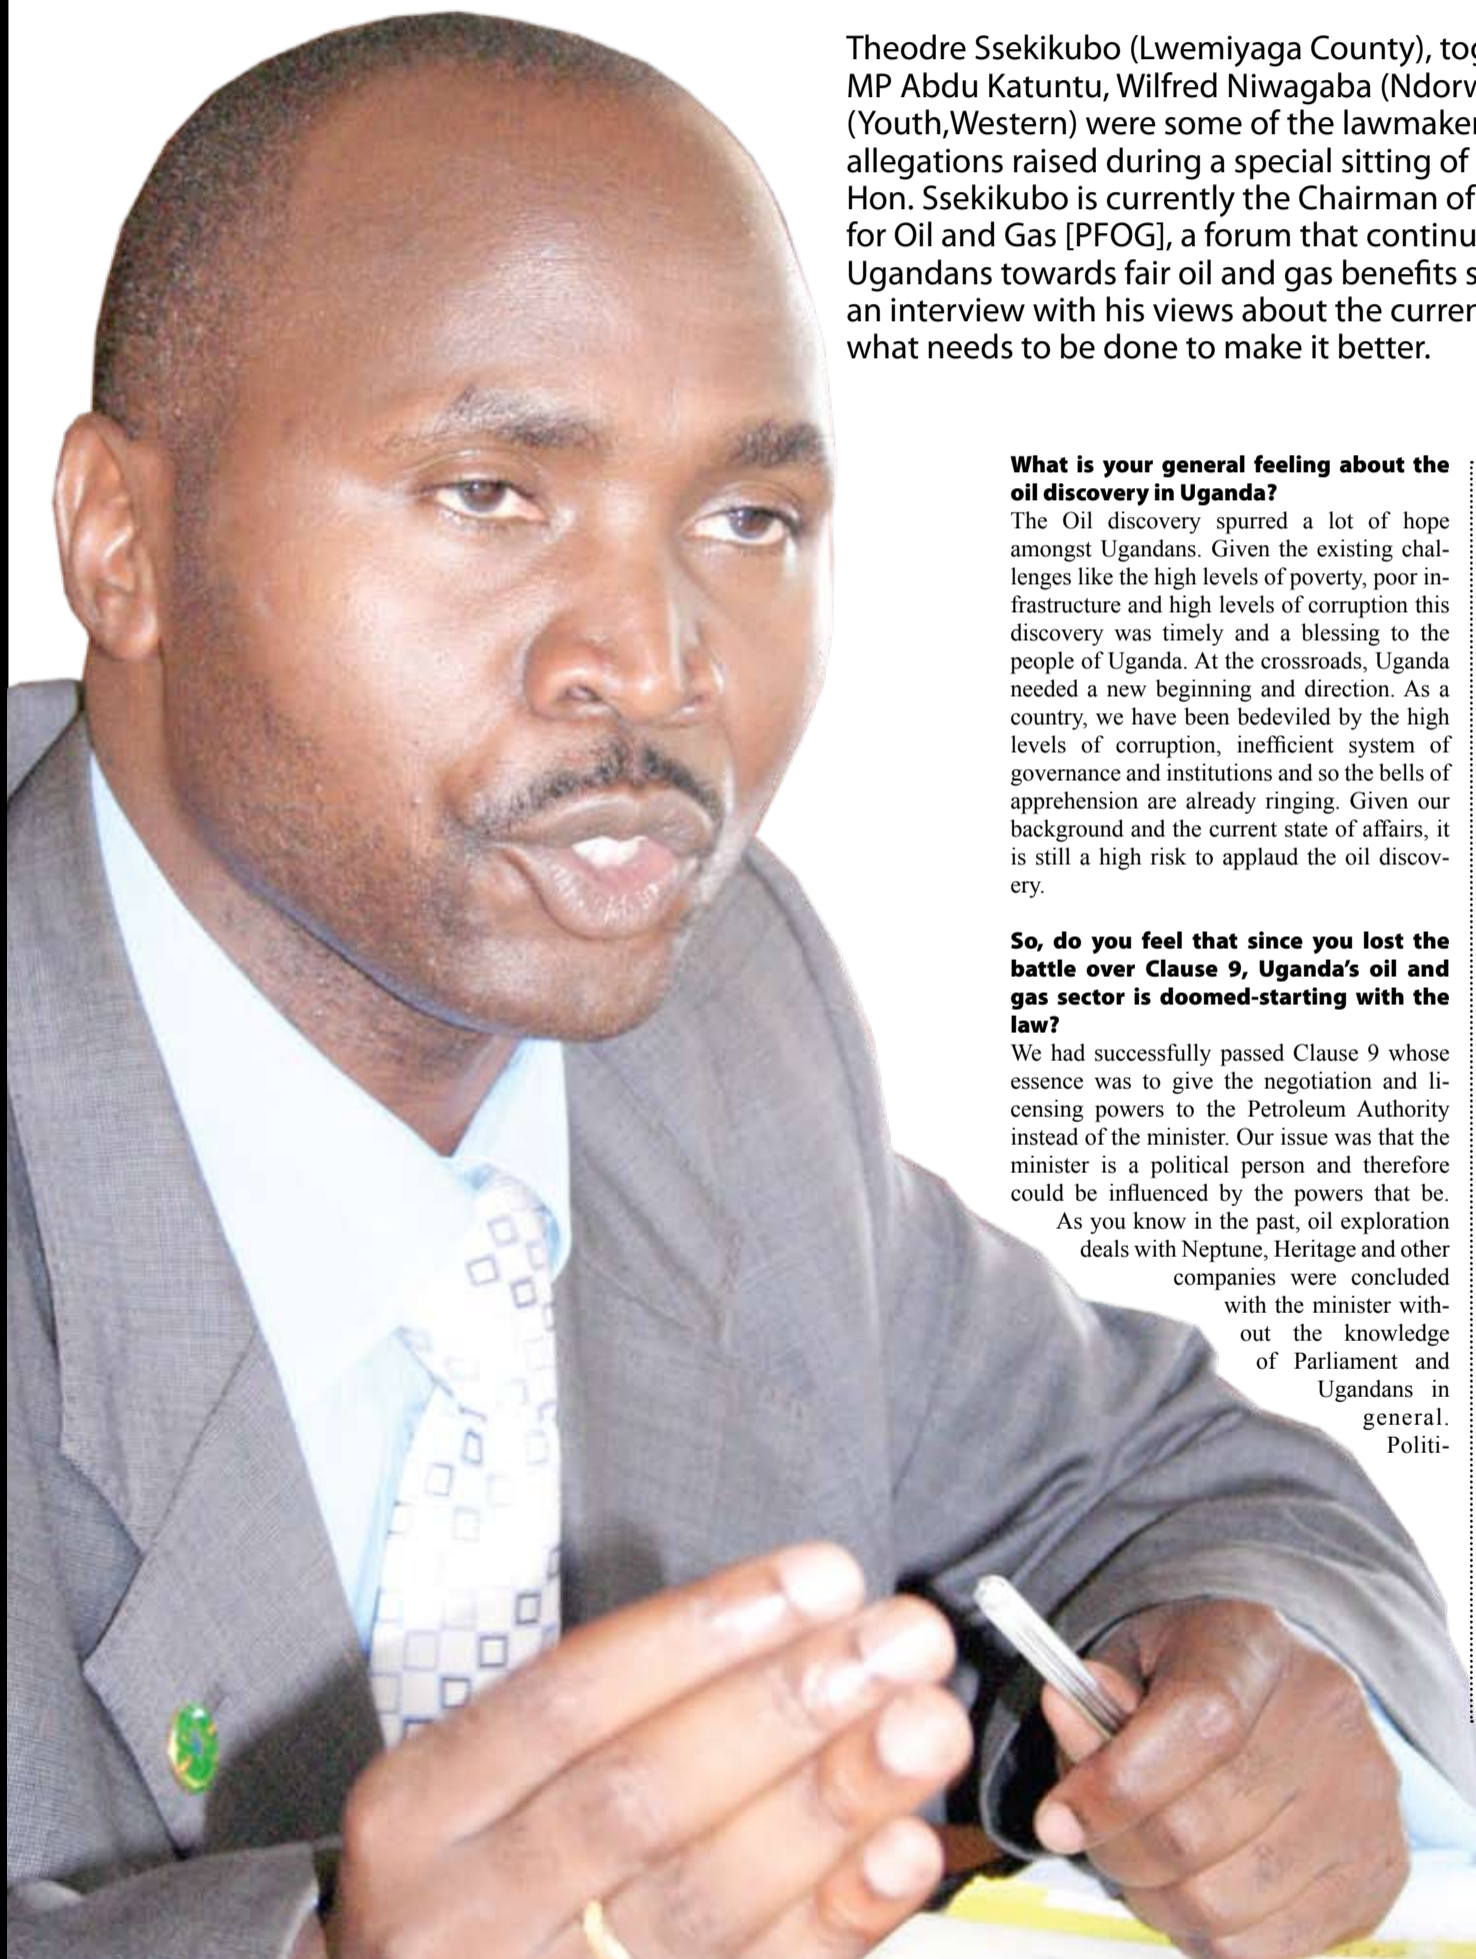 Theodre Ssekikubo (Lwemiyaga County),
MP Abdu Katuntu, Wilfred Niwagaba
(Youth,Western) were some of the
allegations raised during a special sitting of
Hon. Ssekikubo is currently the Chairman of
for Oil and Gas [PFOG], a forum that
Ugandans towards fair oil and gas benefits
an interview with his views about the
what needs to be done to make it better.
What is your general feeling about the
oil discovery in Uganda?
The Oil discovery spurred a lot of hope
amongst Ugandans. Given the existing chal-
lenges like the high levels of poverty, poor in-
frastructure and high levels of corruption this
discovery was timely and a blessing to the
people of Uganda. At the crossroads, Uganda
needed a new beginning and direction. As a
country, we have been bedeviled by the high
levels of corruption, inefficient system of
governance and institutions and so the bells of
apprehension are already ringing. Given our
background and the current state of affairs, it
is still a high risk to applaud the oil discov-
ery.
So, do you feel that since you lost the
battle over Clause 9, Uganda’s oil and
gas sector is doomed-starting with the
law?
We had successfully passed Clause 9 whose
essence was to give the negotiation and li-
censing powers to the Petroleum Authority
instead of the minister. Our issue was that the
minister is a political person and therefore
could be influenced by the powers that be.
As you know in the past, oil exploration
deals with Neptune, Heritage and other
companies were concluded
with the minister with-
out the knowledge
of Parliament and
Ugandans in
general.
Politi-